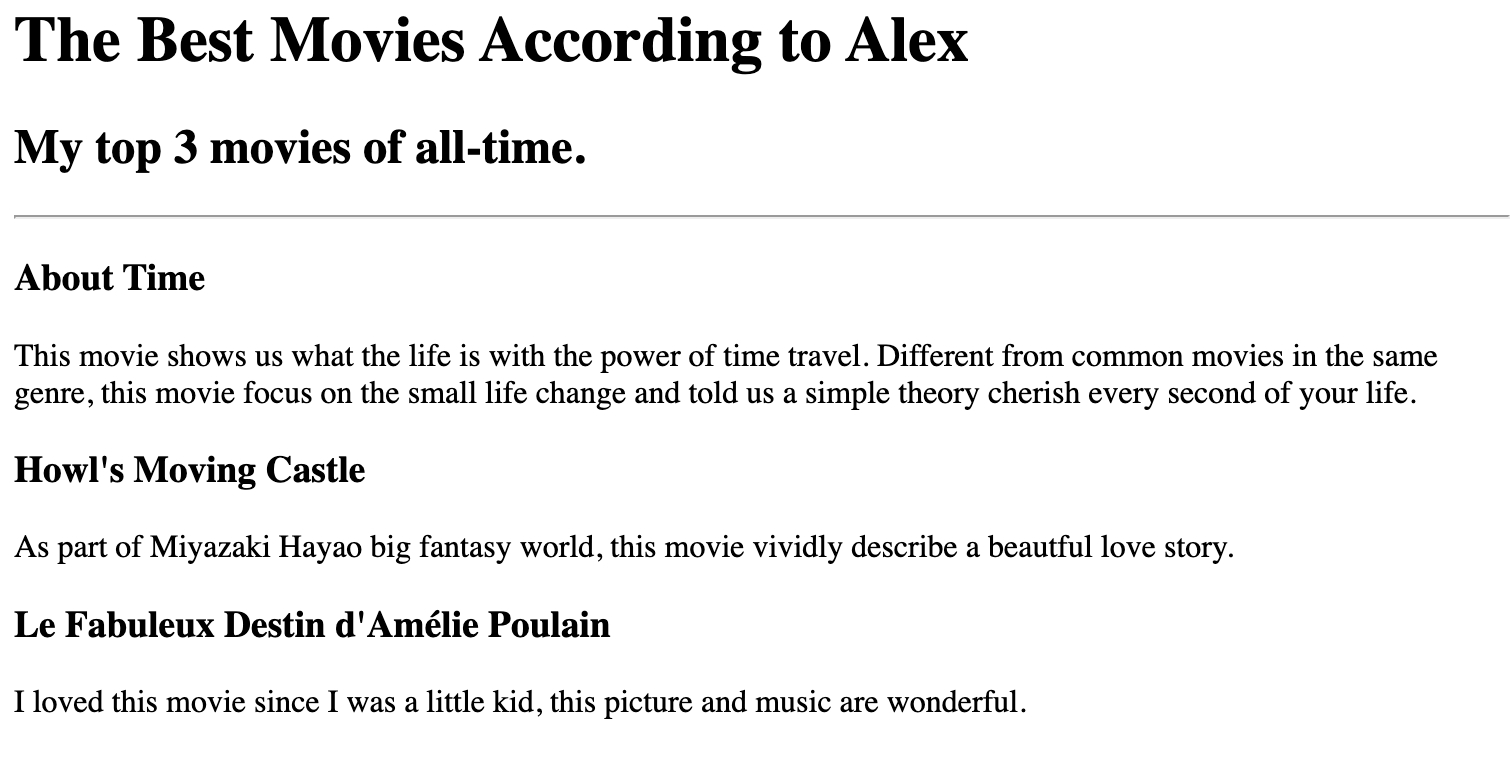 The Best Movies According to Alex
My top 3 movies of all-time.
About Time
This movie shows us what the life is with the power of time travel. Different from common movies in the same
genre, this movie focus on the small life change and told us a simple theory cherish every second of your life.
Howl's Moving Castle
As part of Miyazaki Hayao big fantasy world, this movie vividly describe a beautful love story.
Le Fabuleux Destin d'Amélie Poulain
I loved this movie since I was a little kid, this picture and music are wonderful.